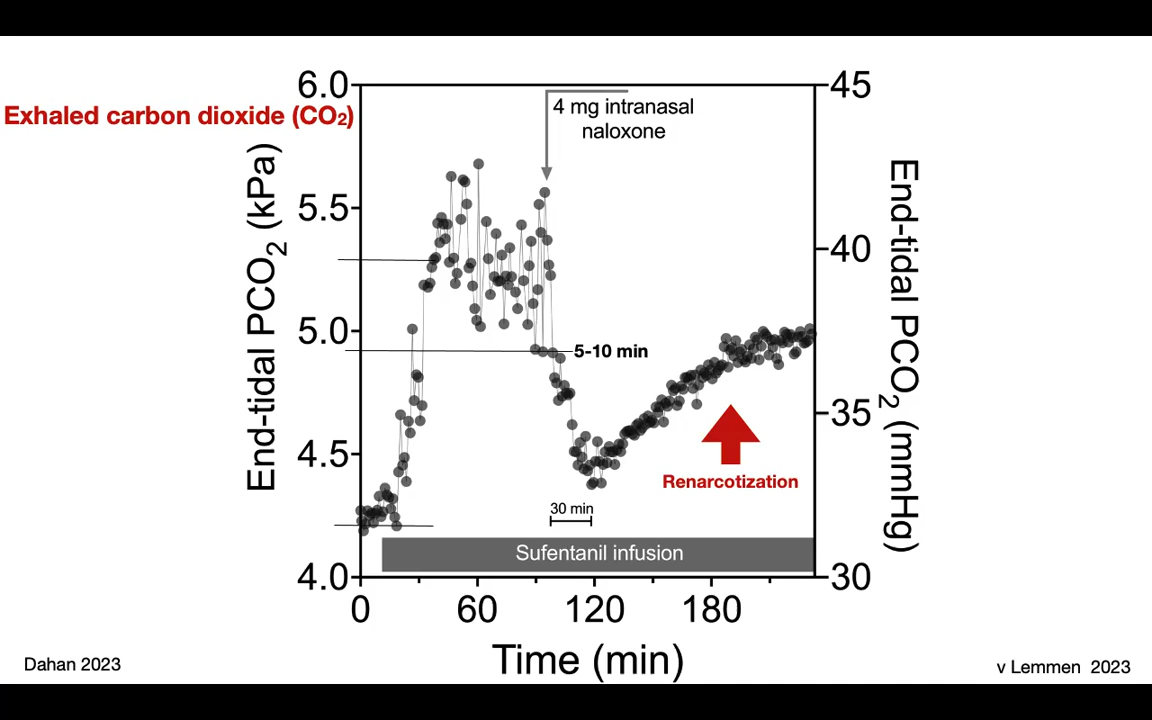 Exhaled carbon dioxide (CO₂)
End-tidal PCO₂ (kPa)
6.0
5.5
5.0
4.5
4.0
4 mg intranasal
naloxone
5-10 min
30 min
Renarcotization
Sufentanil infusion
45
40
35
30
End-tidal PCO₂ (mmHg)
0 60 120 180
Time (min)
Dahan 2023
v Lemmen 2023